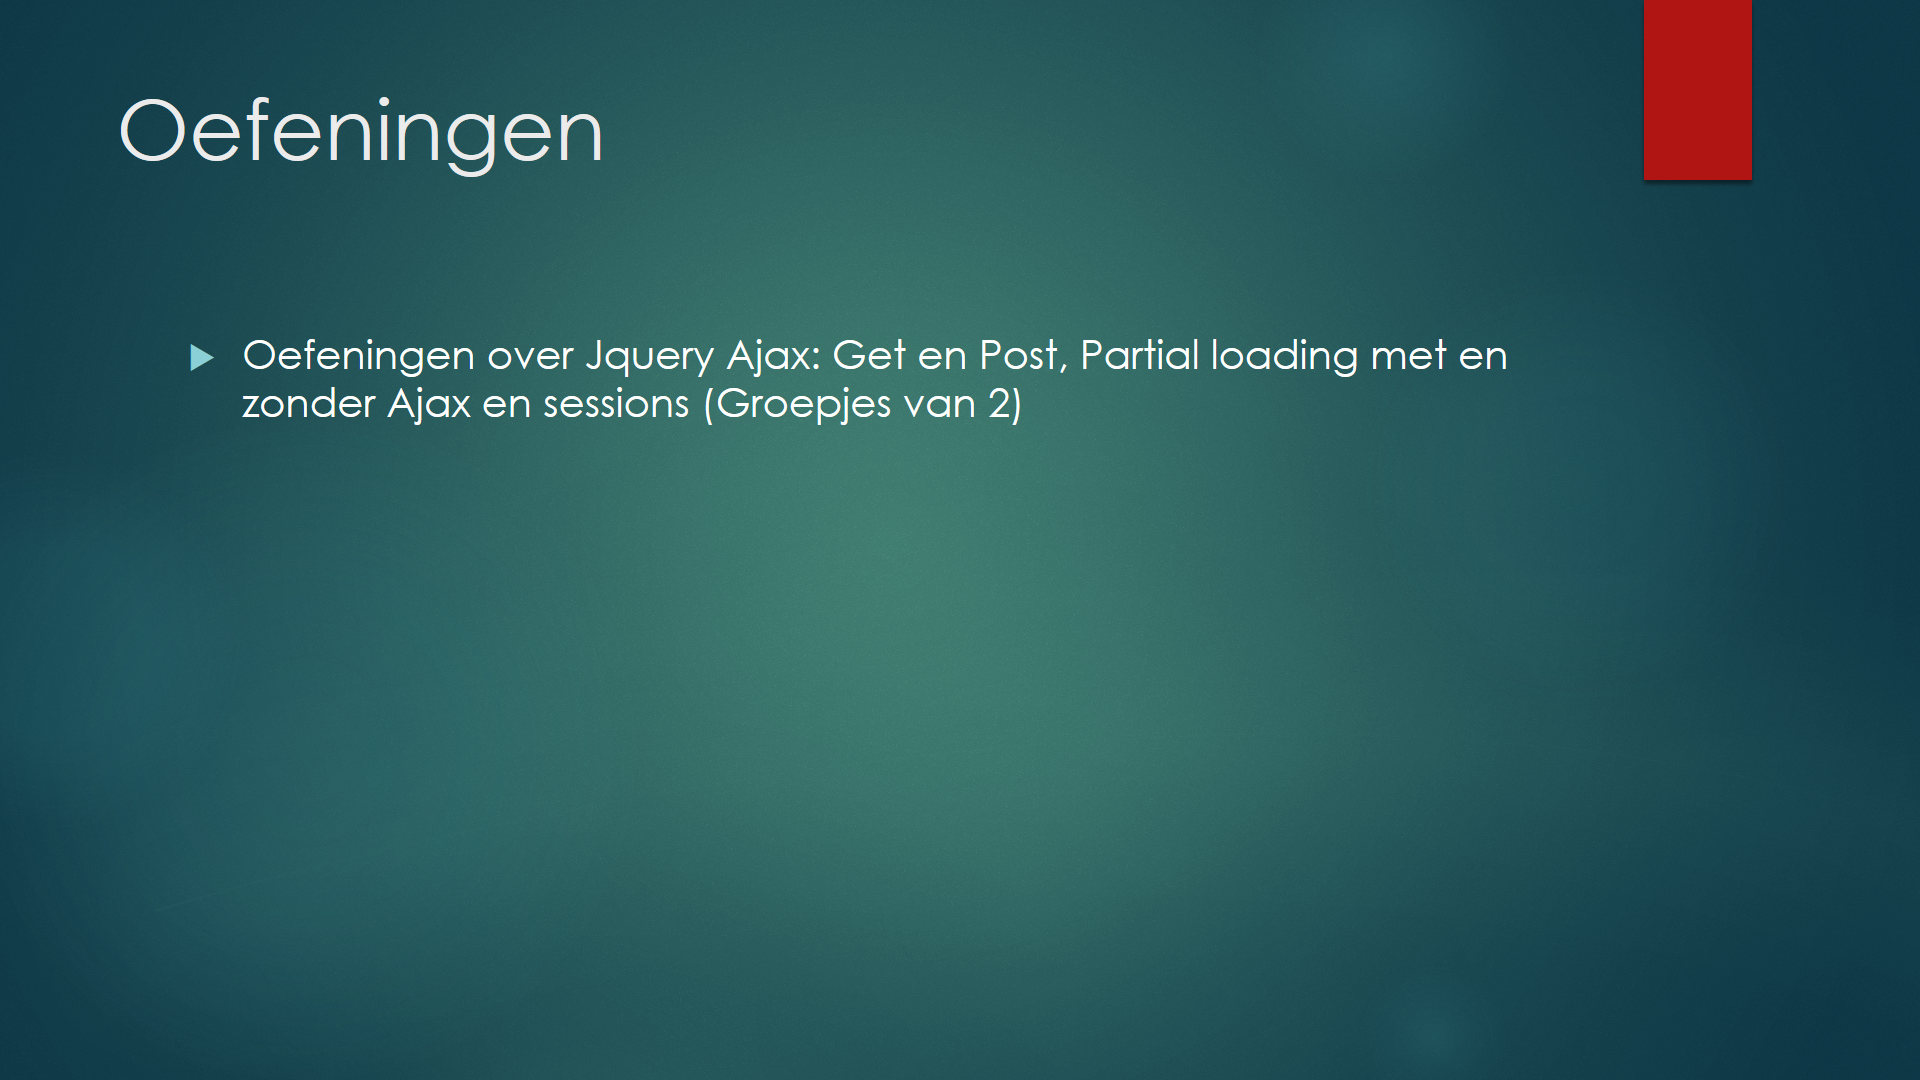 Oefeningen
Oefeningen over Jquery Ajax: Get en Post, Partial loading met en
zonder Ajax en sessions (Groepjes van 2)